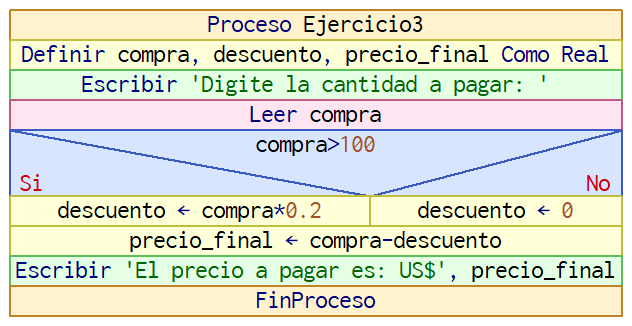 Proceso Ejercicio3
Definir compra, descuento, precio_final Como Real
Escribir 'Digite la cantidad a pagar: '
Leer compra
compra>100
Si No
descuento ← compra*0.2 descuento ← 0
precio_final ← compra-descuento
Escribir 'El precio a pagar es: US$', precio_final
FinProceso